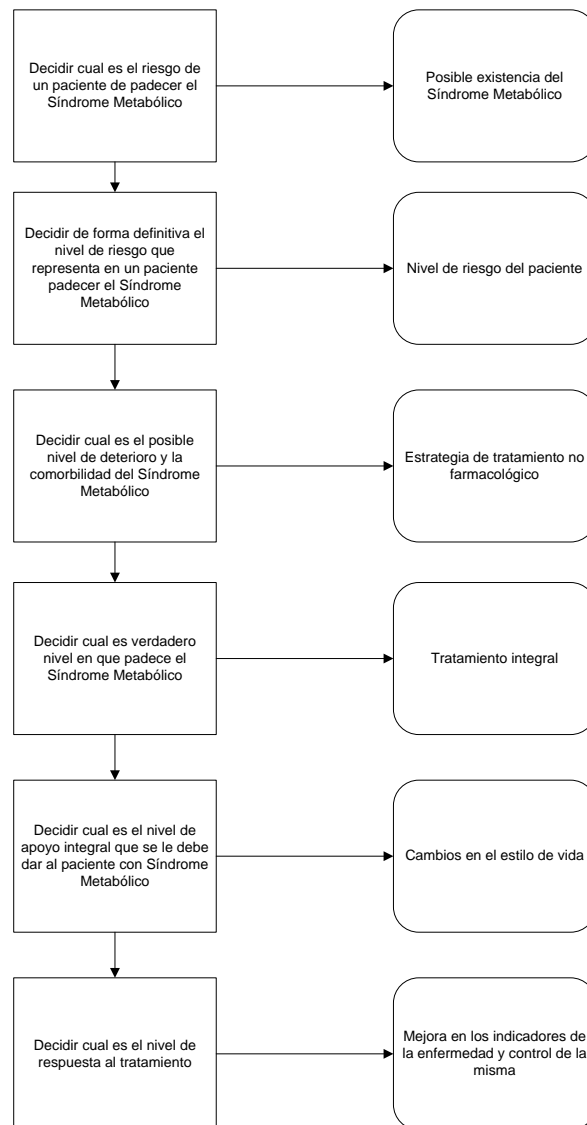 Decidir cual es el riesgo de
un paciente de padecer el
Síndrome Metabólico
Posible existencia del
Síndrome Metabólico
Decidir de forma definitiva el
nivel de riesgo que
representa en un paciente
padecer el Síndrome
Metabólico
Nivel de riesgo del paciente
Decidir cual es el posible
nivel de deterioro y la
comorbilidad del Síndrome
Metabólico
Estrategia de tratamiento no
farmacológico
Decidir cual es verdadero
nivel en que padece el
Síndrome Metabólico
Tratamiento integral
Decidir cual es el nivel de
apoyo integral que se le debe
dar al paciente con Síndrome
Metabólico
Cambios en el estilo de vida
Decidir cual es el nivel de
respuesta al tratamiento
Mejora en los indicadores de
la enfermedad y control de la
misma